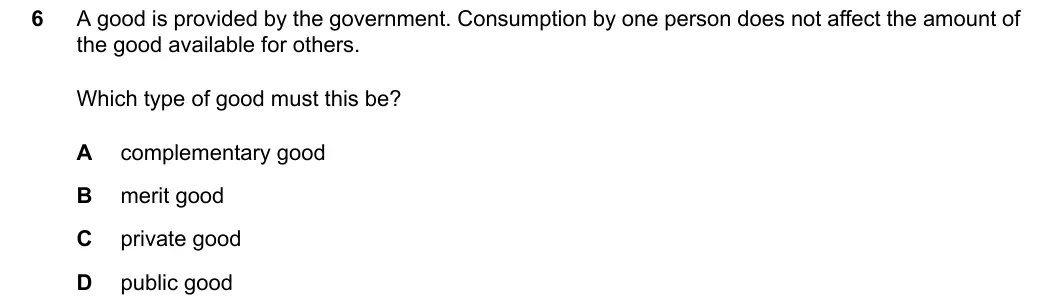 6 A good is provided by the government. Consumption by one person does not affect the amount of
the good available for others.
Which type of good must this be?
A complementary good
B merit good
C private good
D public good